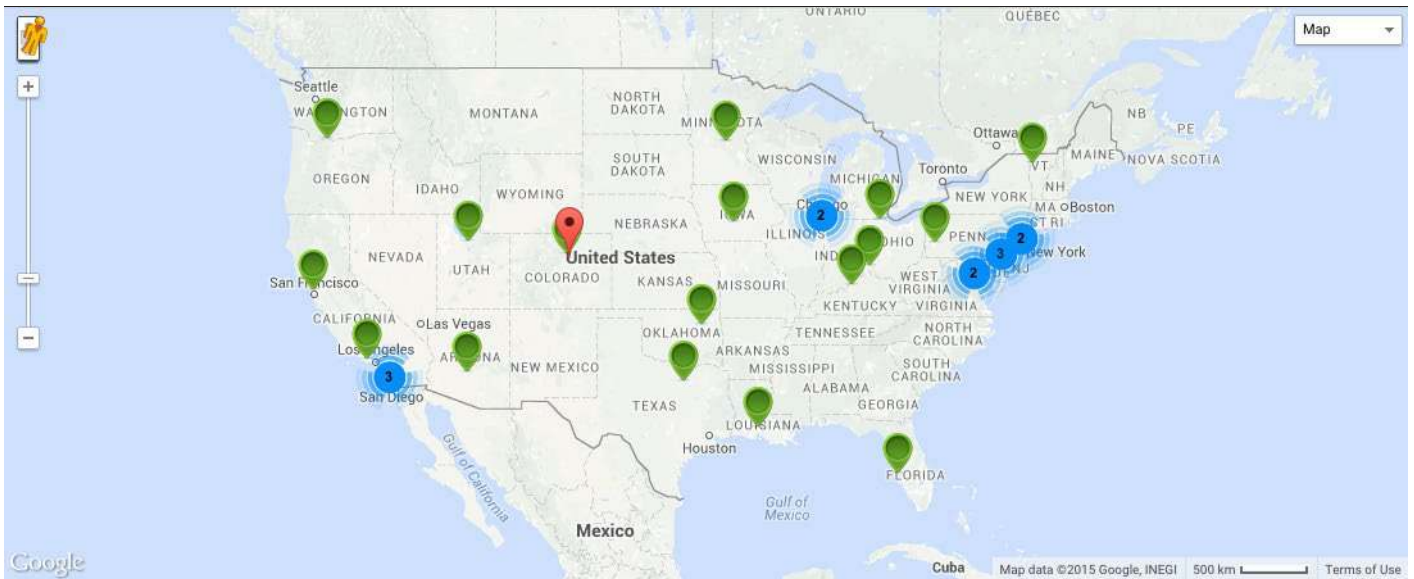 ONTARIO
QUÉBEC
Map
+
Seattle
WASHINGTON
MONTANA
NORTH
DAKOTA
MINNESOTA
NB
PE
Ottawa
VT
MAINE
NOVA SCOTIA
OREGON
IDAHO
WYOMING
SOUTH
DAKOTA
WISCONSIN
MICHIGAN
Toronto
NEW YORK
NH
MA
Boston
CT RI
NEBRASKA
IOWA
Chicago
2
ILLINOIS
OHIO
PENN
2
3
New York
NJ
2
NEVADA
UTAH
COLORADO
United States
KANSAS
MISSOURI
IND
WEST
VIRGINIA
KENTUCKY
VIRGINIA
San Francisco
CALIFORNIA
Las Vegas
Los Angeles
ARIZONA
NEW MEXICO
OKLAHOMA
ARKANSAS
TENNESSEE
NORTH
CAROLINA
MISSISSIPPI
SOUTH
CAROLINA
−
3
San Diego
TEXAS
ALABAMA
GEORGIA
LOUISIANA
Houston
FLORIDA
Gulf of California
Gulf of
Mexico
Mexico
Cuba
Google
Map data ©2015 Google, INEGI
500 km
Terms of Use